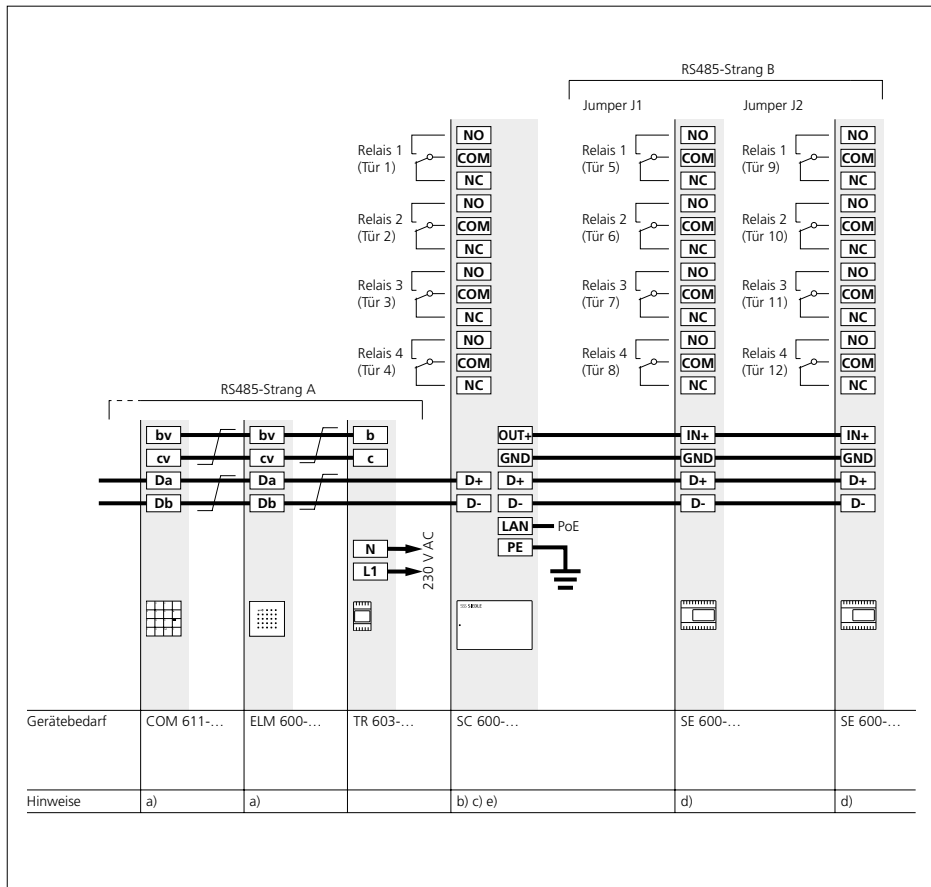 RS485-Strang B
Jumper J1 Jumper J2
Relais 1
(Tür 1)
NO
COM
NC
Relais 2
(Tür 2)
NO
COM
NC
Relais 3
(Tür 3)
NO
COM
NC
Relais 4
(Tür 4)
NO
COM
NC
Relais 1
(Tür 5)
NO
COM
NC
Relais 2
(Tür 6)
NO
COM
NC
Relais 3
(Tür 7)
NO
COM
NC
Relais 4
(Tür 8)
NO
COM
NC
Relais 1
(Tür 9)
NO
COM
NC
Relais 2
(Tür 10)
NO
COM
NC
Relais 3
(Tür 11)
NO
COM
NC
Relais 4
(Tür 12)
NO
COM
NC
RS485-Strang A
bv bv b OUT+ IN+ IN+
cv cv c GND GND GND
Da Da D+ D+ D+ D+
Db Db D- D- D- D-
LAN PoE
N PE
L1
230 V AC
SIEDLE
Gerätebedarf COM 611-… ELM 600-… TR 603-… SC 600-… SE 600-… SE 600-…
Hinweise a) a) b) c) e) d) d)